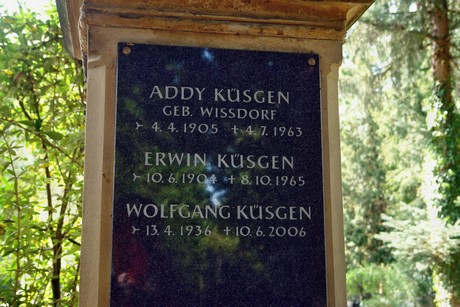 ADDY KÜSGEN
GEB. WISSDORF
≻ 4.4.1905 + 4.7.1963
ERWIN KÜSGEN
≻ 10.6.1904 + 8.10.1965
WOLFGANG KÜSGEN
≻ 13.4.1936 + 10.6.2006